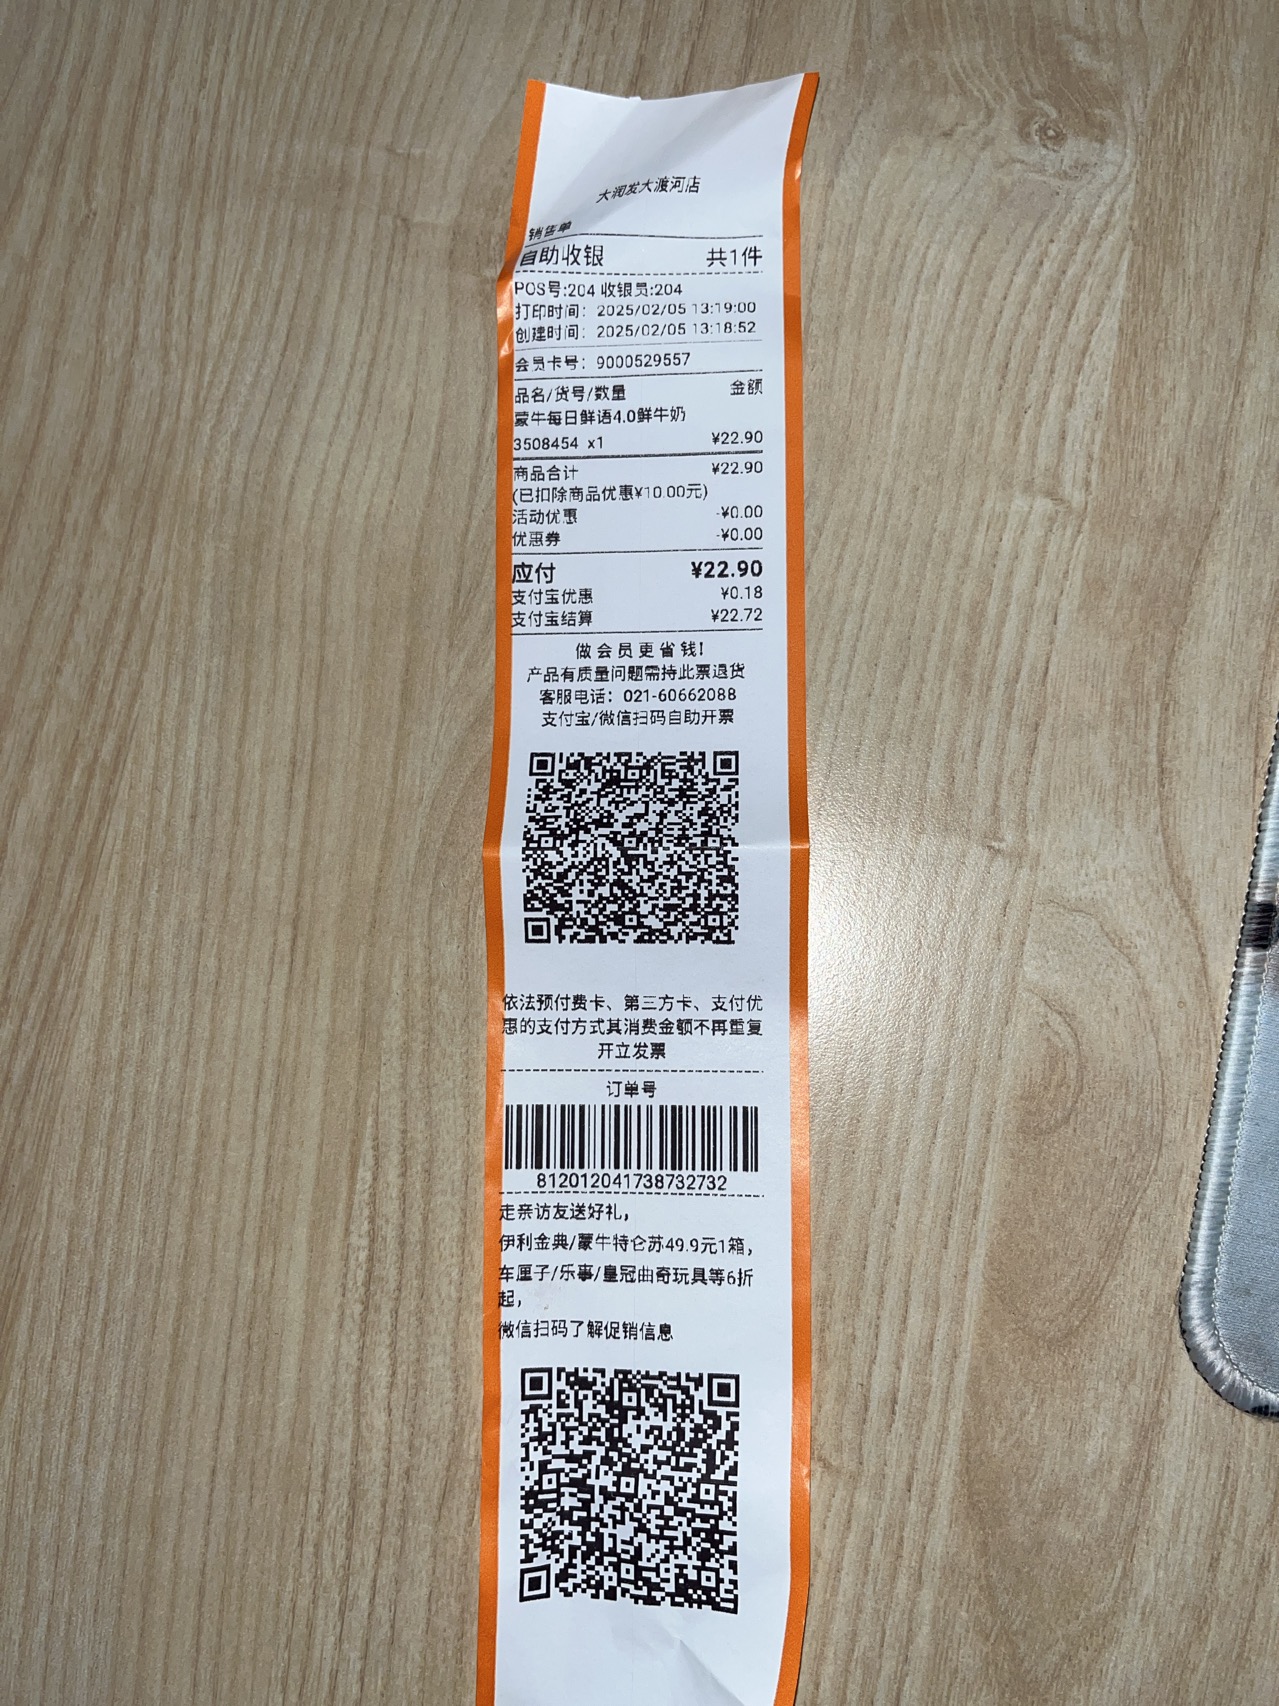 大润发大渡河店
销售单
自助收银 共1件
POS号:204 收银员:204
打印时间：2025/02/05 13:19:00
创建时间：2025/02/05 13:18:52
会员卡号：9000529557
品名/货号/数量 金额
蒙牛每日鲜语4.0鲜牛奶
3508454 x1 ¥22.90
商品合计 ¥22.90
(已扣除商品优惠¥10.00元)
活动优惠 -¥0.00
优惠券 -¥0.00
应付 ¥22.90
支付宝优惠 ¥0.18
支付宝结算 ¥22.72
做会员更省钱!
产品有质量问题需持此票退货
客服电话：021-60662088
支付宝/微信扫码自助开票
依法预付费卡、第三方卡、支付优
惠的支付方式其消费金额不再重复
开立发票
订单号
812012041738732732
走亲访友送好礼，
伊利金典/蒙牛特仑苏49.9元1箱，
车厘子/乐事/皇冠曲奇玩具等6折
起，
微信扫码了解促销信息